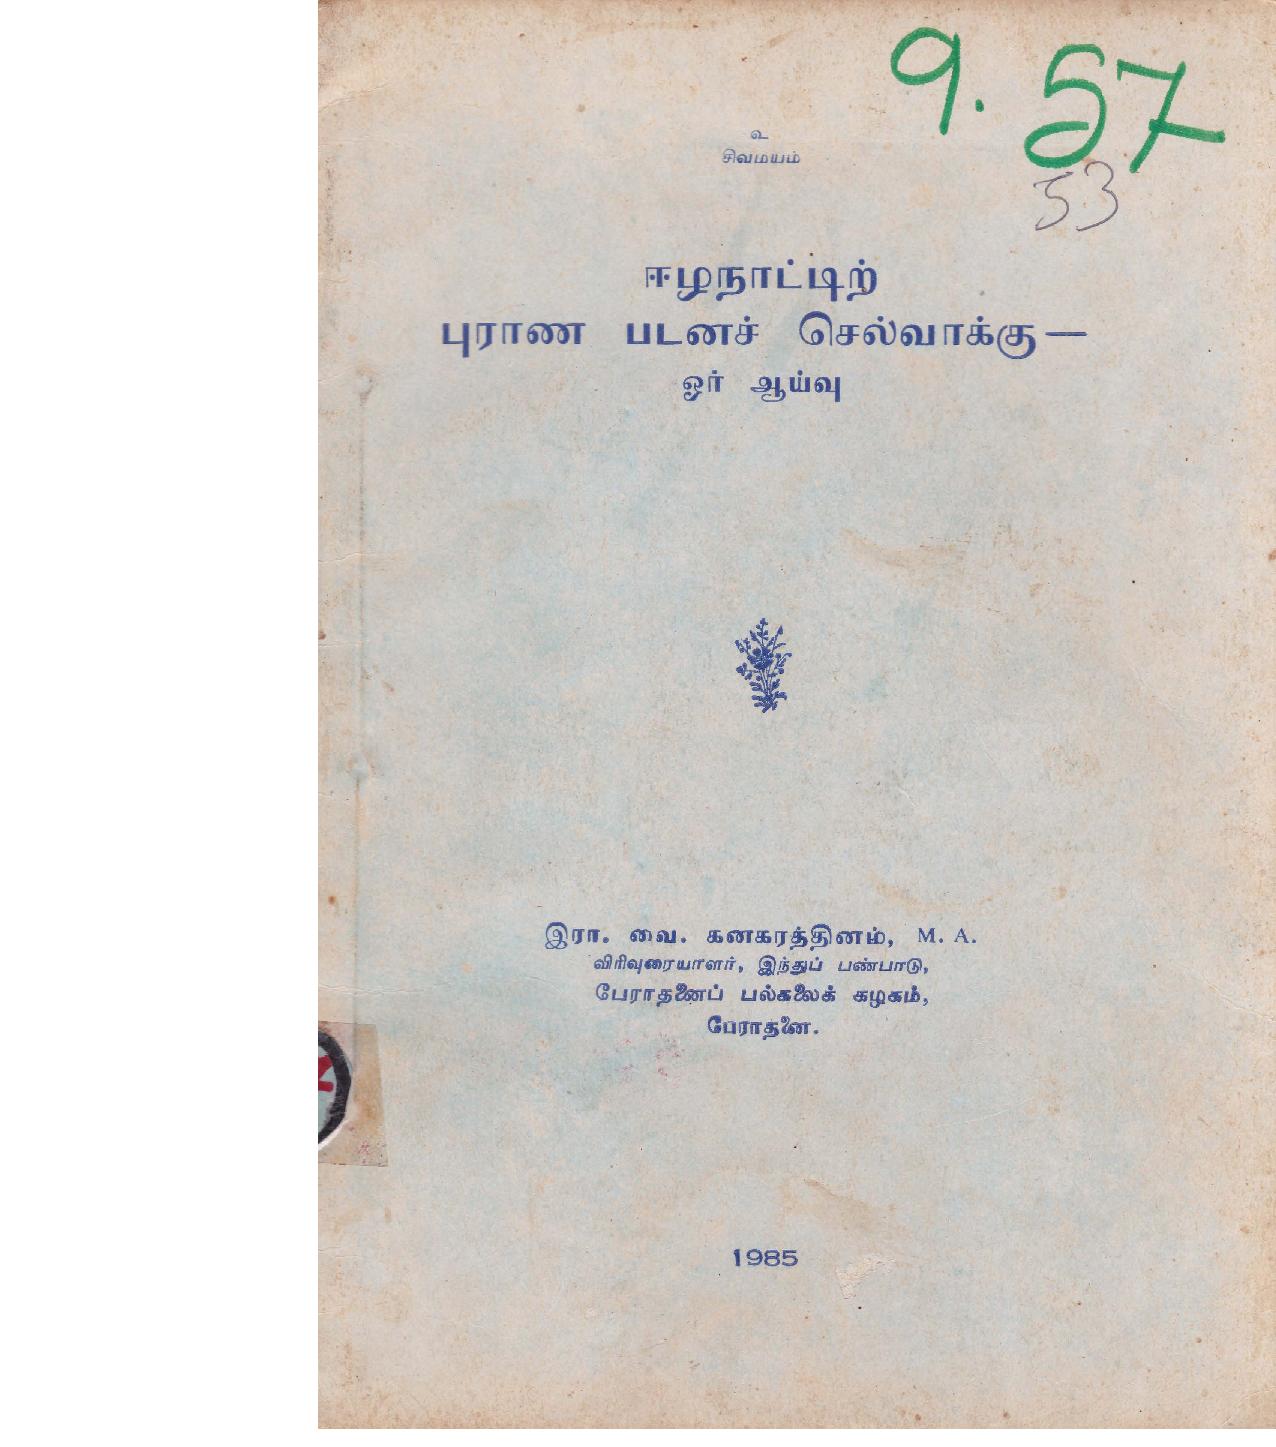 9. 57
53
உ
சிவமயம்
ஈழநாட்டிற்
புராண படனச் செல்வாக்கு —
ஓர் ஆய்வு
இரா. வை. கனகரத்தினம், M. A.
விரிவுரையாளர், இந்துப் பண்பாடு,
பேராதனைப் பல்கலைக் கழகம்,
பேராதனை.
1985